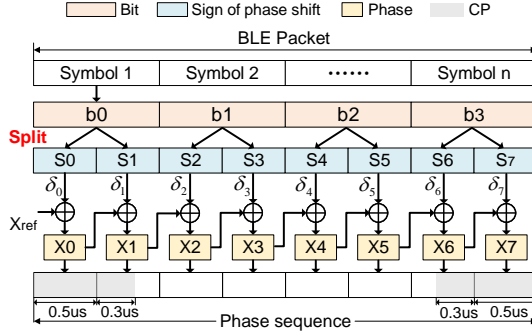 Bit Sign of phase shift Phase CP
BLE Packet
Symbol 1 Symbol 2 ...... Symbol n
b0 b1 b2 b3
Split
S0 S1 S2 S3 S4 S5 S6 S7
δ0 δ1 δ2 δ3 δ4 δ5 δ6 δ7
Xref
X0 X1 X2 X3 X4 X5 X6 X7
0.5us 0.3us 0.3us 0.5us
Phase sequence